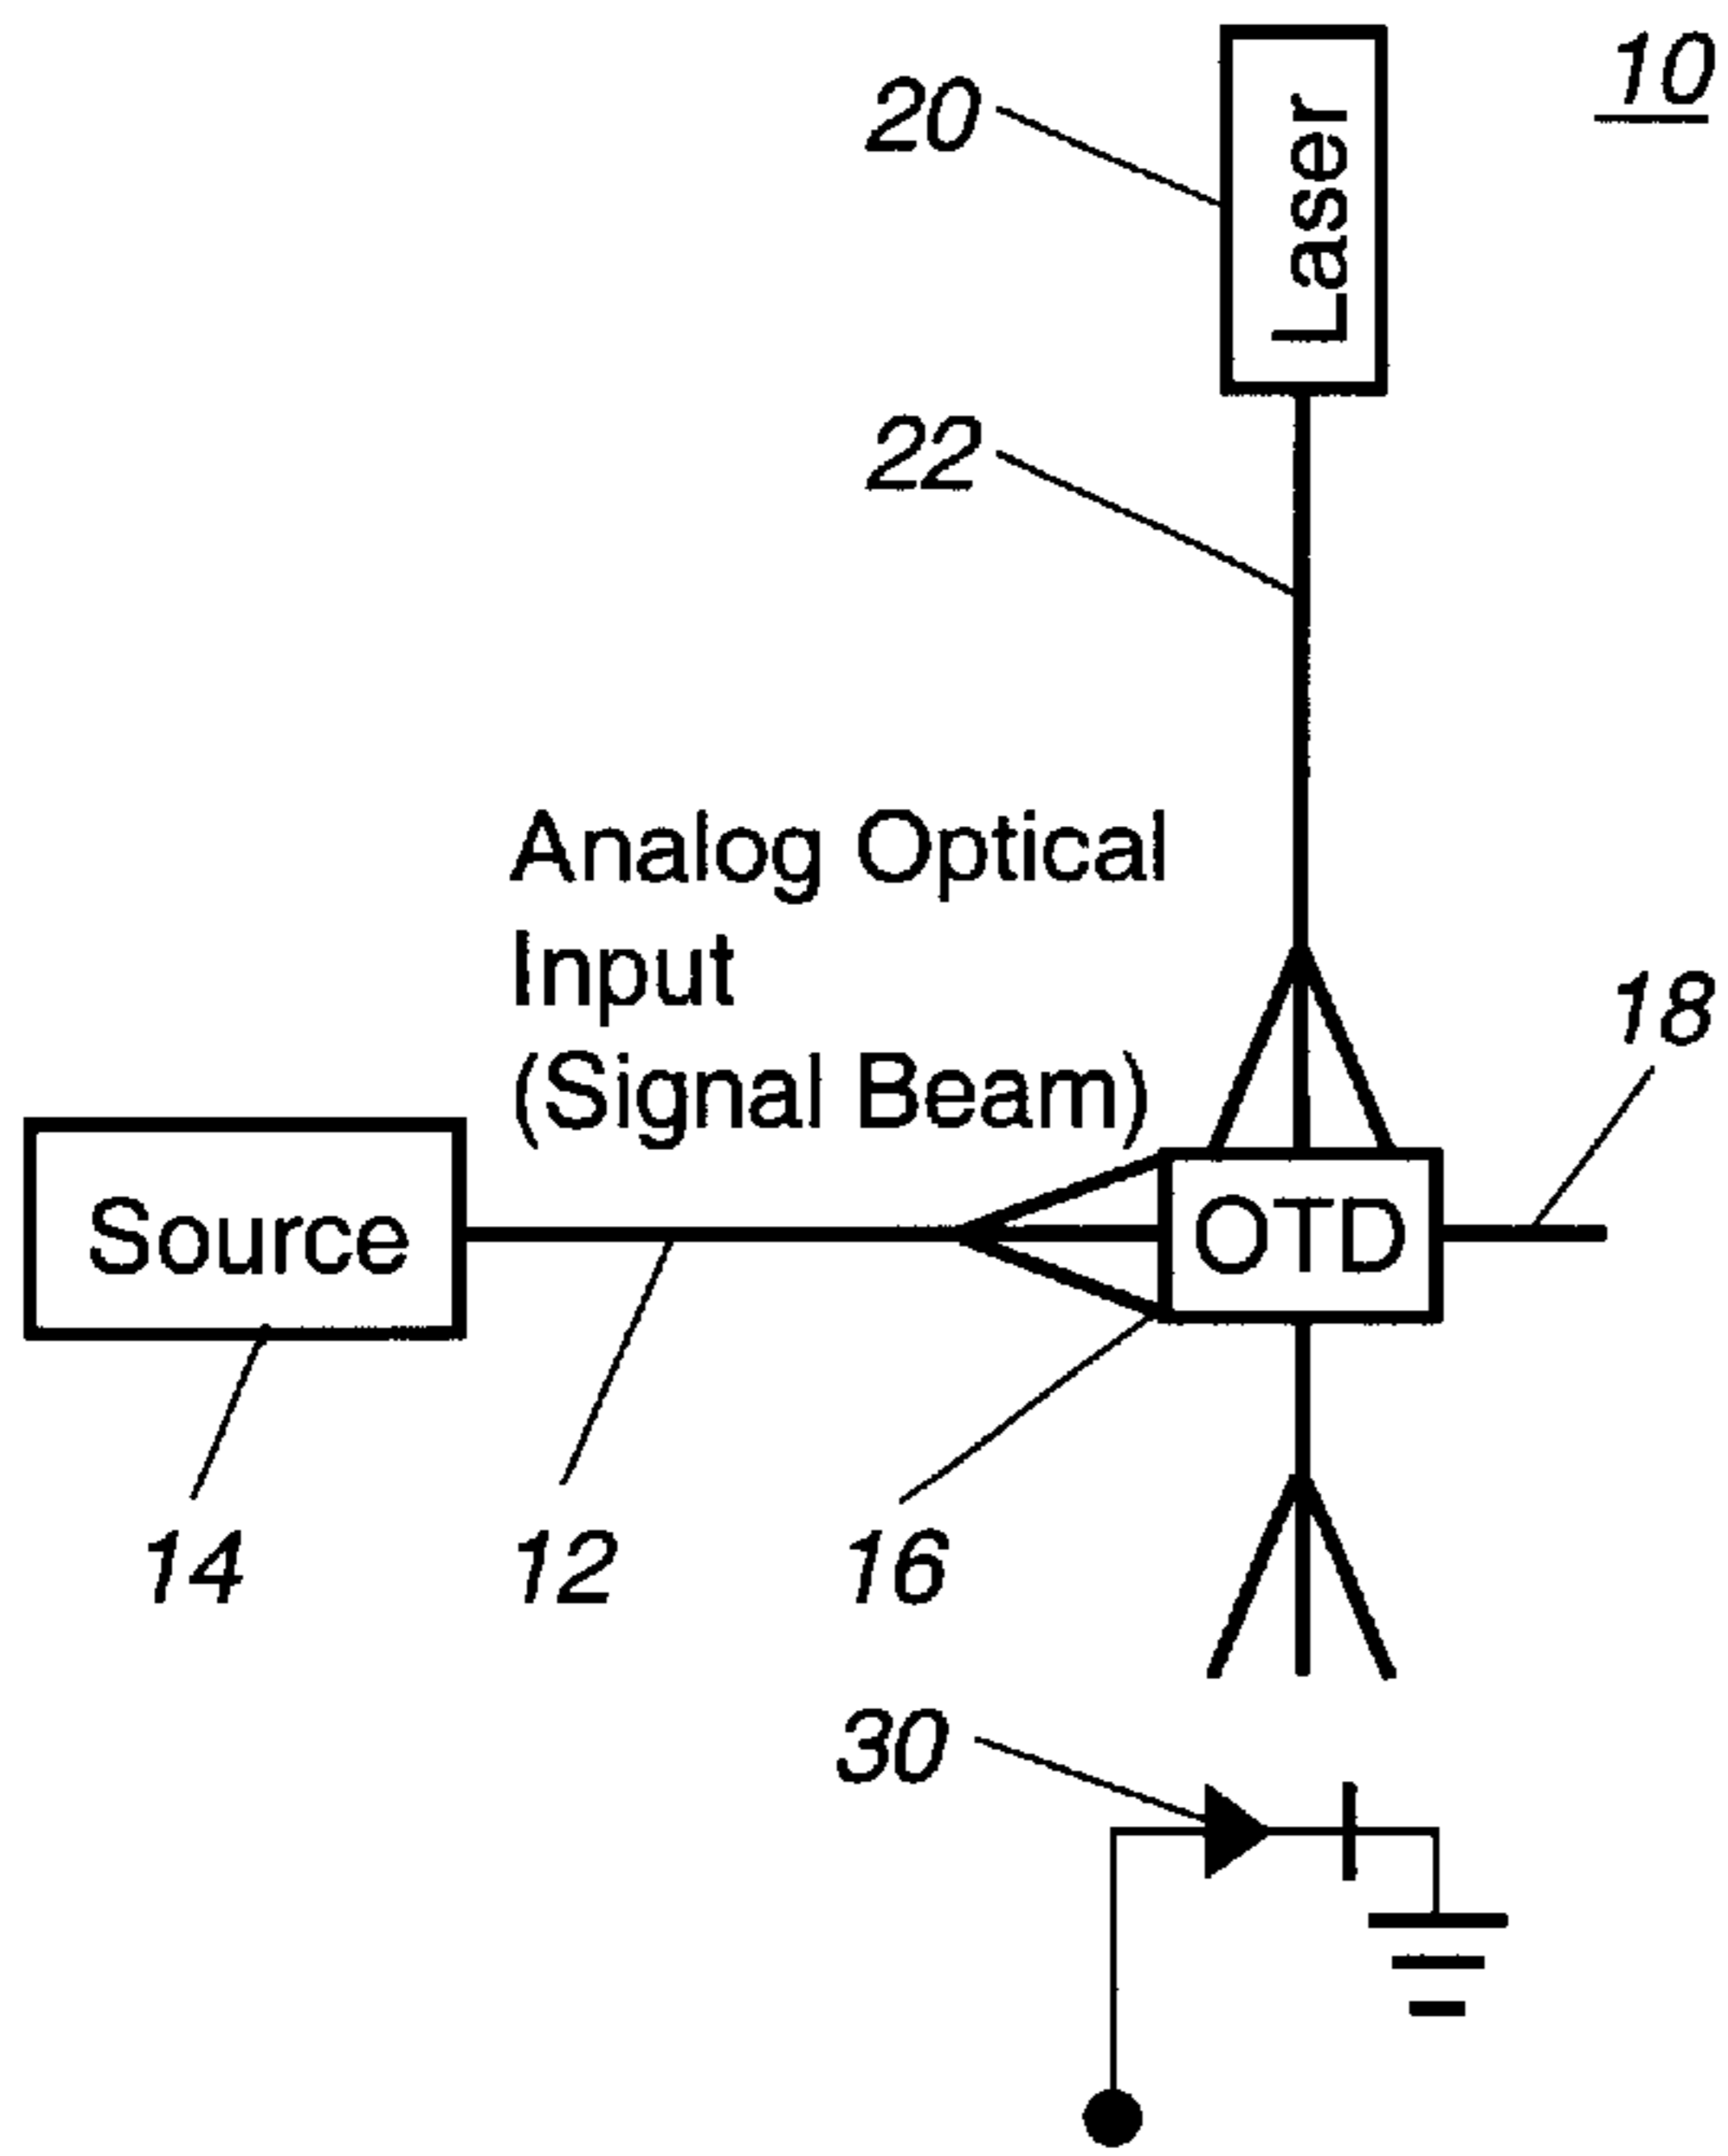 10
20
Laser
22
Analog Optical
Input
(Signal Beam)
18
Source
OTD
14
12
16
30